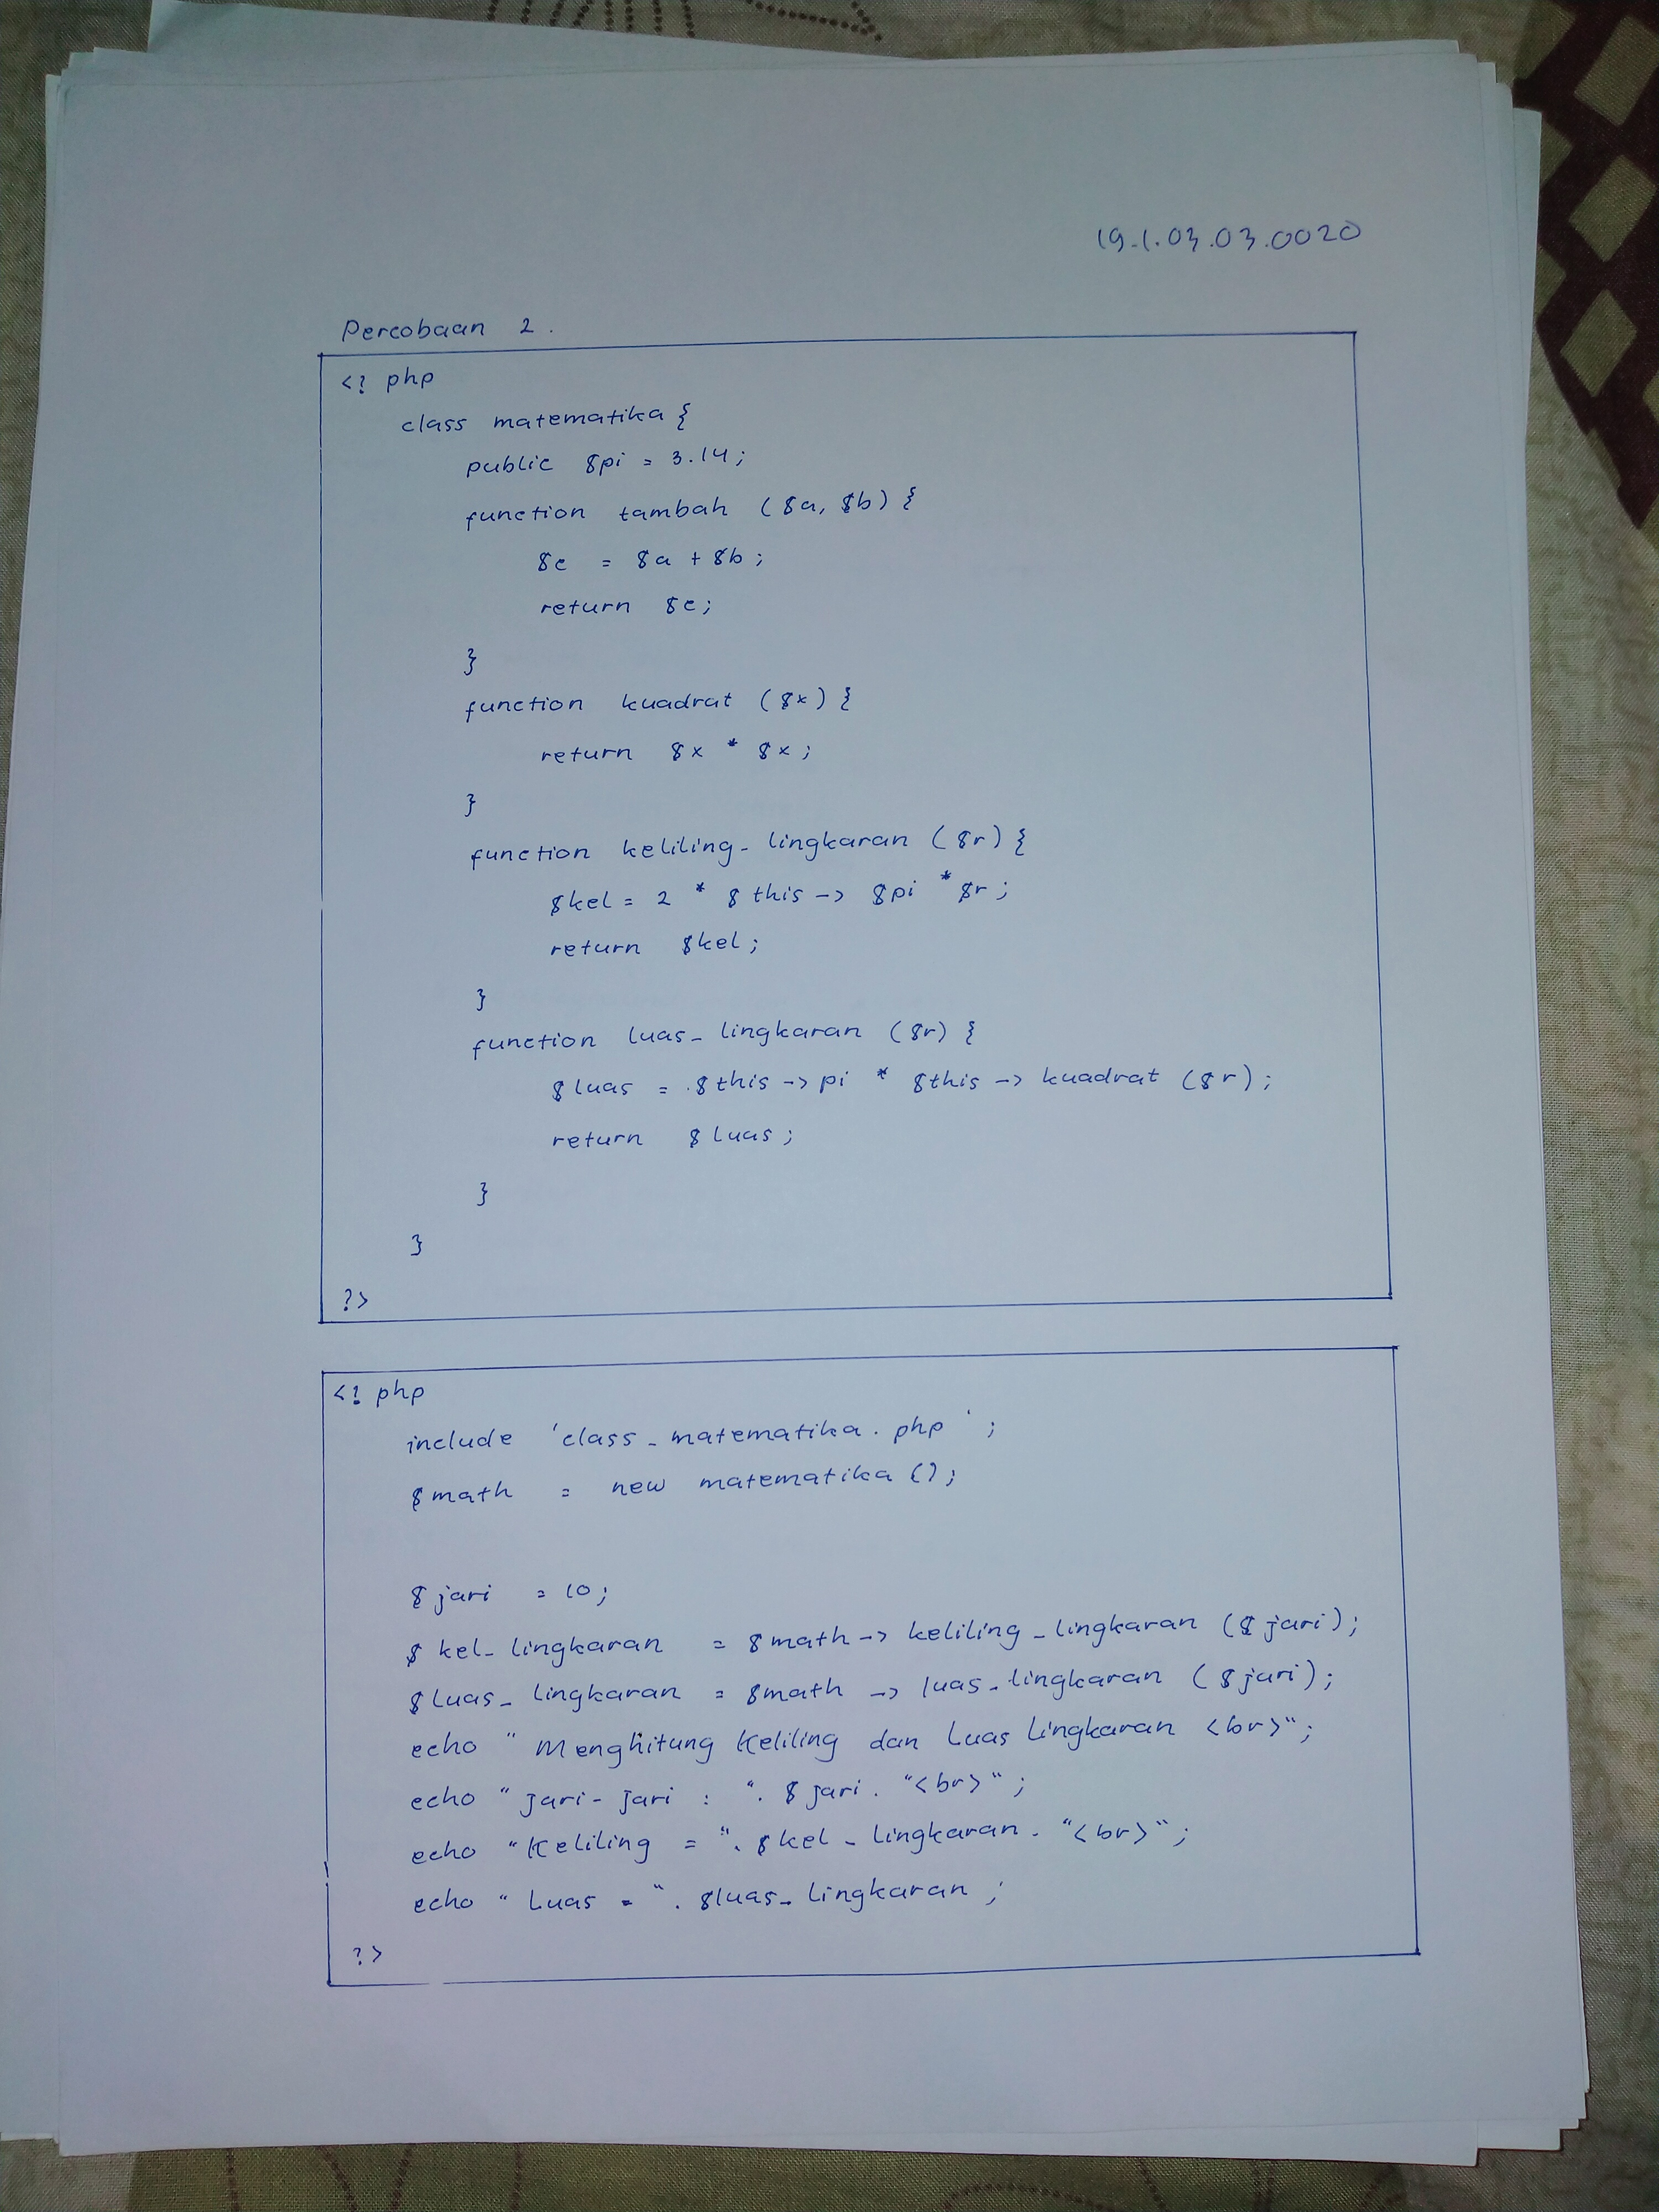 19.1.03.03.0020
Percobaan 2.
<? php
class matematika {
public $pi = 3.14;
function tambah ($a, $b) {
$c = $a + $b;
return $c;
}
function kuadrat ($x) {
return $x * $x;
}
function keliling_lingkaran ($r) {
$kel = 2 * $this -> $pi * $r;
return $kel;
}
function luas_lingkaran ($r) {
$luas = $this -> pi * $this -> kuadrat ($r);
return $luas;
}
}
?>
<? php
include 'class_matematika.php';
$math = new matematika ();
$jari = 10;
$kel_lingkaran = $math -> keliling_lingkaran ($jari);
$luas_lingkaran = $math -> luas_lingkaran ($jari);
echo "Menghitung Keliling dan Luas Lingkaran <br>";
echo "Jari-Jari : ". $jari. "<br>";
echo "Keliling = ". $kel_lingkaran. "<br>";
echo "Luas = ". $luas_lingkaran;
?>